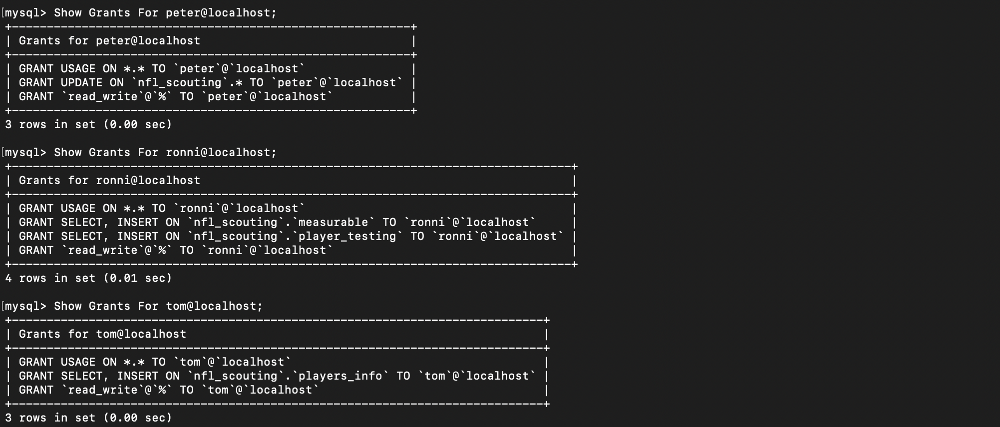 [mysql> Show Grants For peter@localhost;
+---------------------------------------------------------+
| Grants for peter@localhost                              |
+---------------------------------------------------------+
| GRANT USAGE ON *.* TO `peter`@`localhost`               |
| GRANT UPDATE ON `nfl_scouting`.* TO `peter`@`localhost` |
| GRANT `read_write`@`%` TO `peter`@`localhost`           |
+---------------------------------------------------------+
3 rows in set (0.00 sec)

[mysql> Show Grants For ronni@localhost;
+--------------------------------------------------------------------------------+
| Grants for ronni@localhost                                                     |
+--------------------------------------------------------------------------------+
| GRANT USAGE ON *.* TO `ronni`@`localhost`                                      |
| GRANT SELECT, INSERT ON `nfl_scouting`.`measurable` TO `ronni`@`localhost`     |
| GRANT SELECT, INSERT ON `nfl_scouting`.`player_testing` TO `ronni`@`localhost` |
| GRANT `read_write`@`%` TO `ronni`@`localhost`                                  |
+--------------------------------------------------------------------------------+
4 rows in set (0.01 sec)

[mysql> Show Grants For tom@localhost;
+----------------------------------------------------------------------------+
| Grants for tom@localhost                                                   |
+----------------------------------------------------------------------------+
| GRANT USAGE ON *.* TO `tom`@`localhost`                                    |
| GRANT SELECT, INSERT ON `nfl_scouting`.`players_info` TO `tom`@`localhost` |
| GRANT `read_write`@`%` TO `tom`@`localhost`                                |
+----------------------------------------------------------------------------+
3 rows in set (0.00 sec)